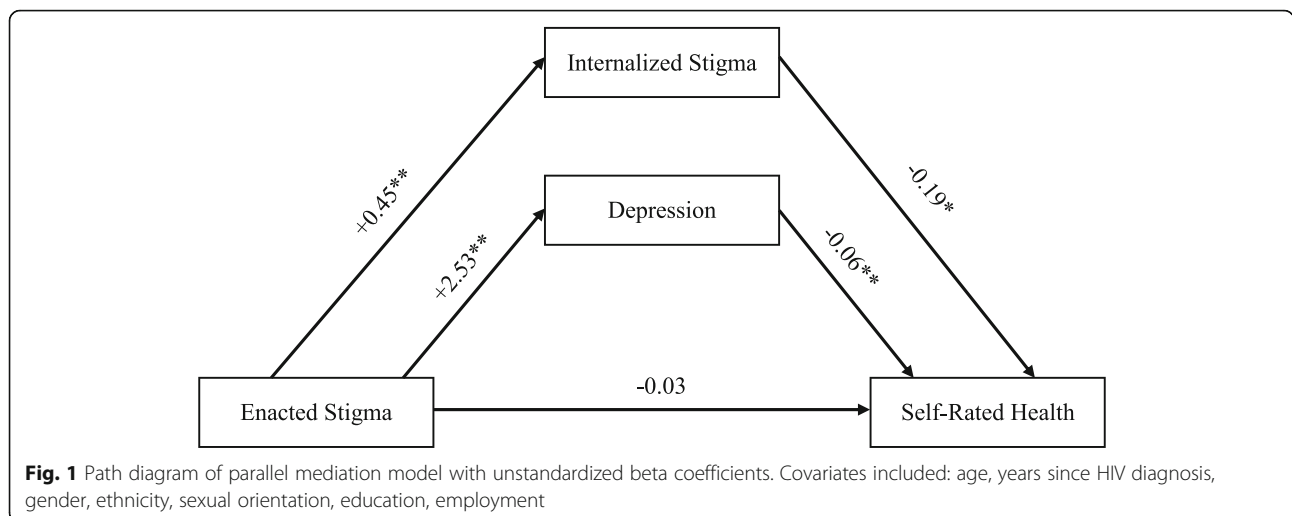 Internalized Stigma
+0.45**
-0.19*
Depression
+2.53**
-0.06**
Enacted Stigma
-0.03
Self-Rated Health
Fig. 1 Path diagram of parallel mediation model with unstandardized beta coefficients. Covariates included: age, years since HIV diagnosis,
gender, ethnicity, sexual orientation, education, employment